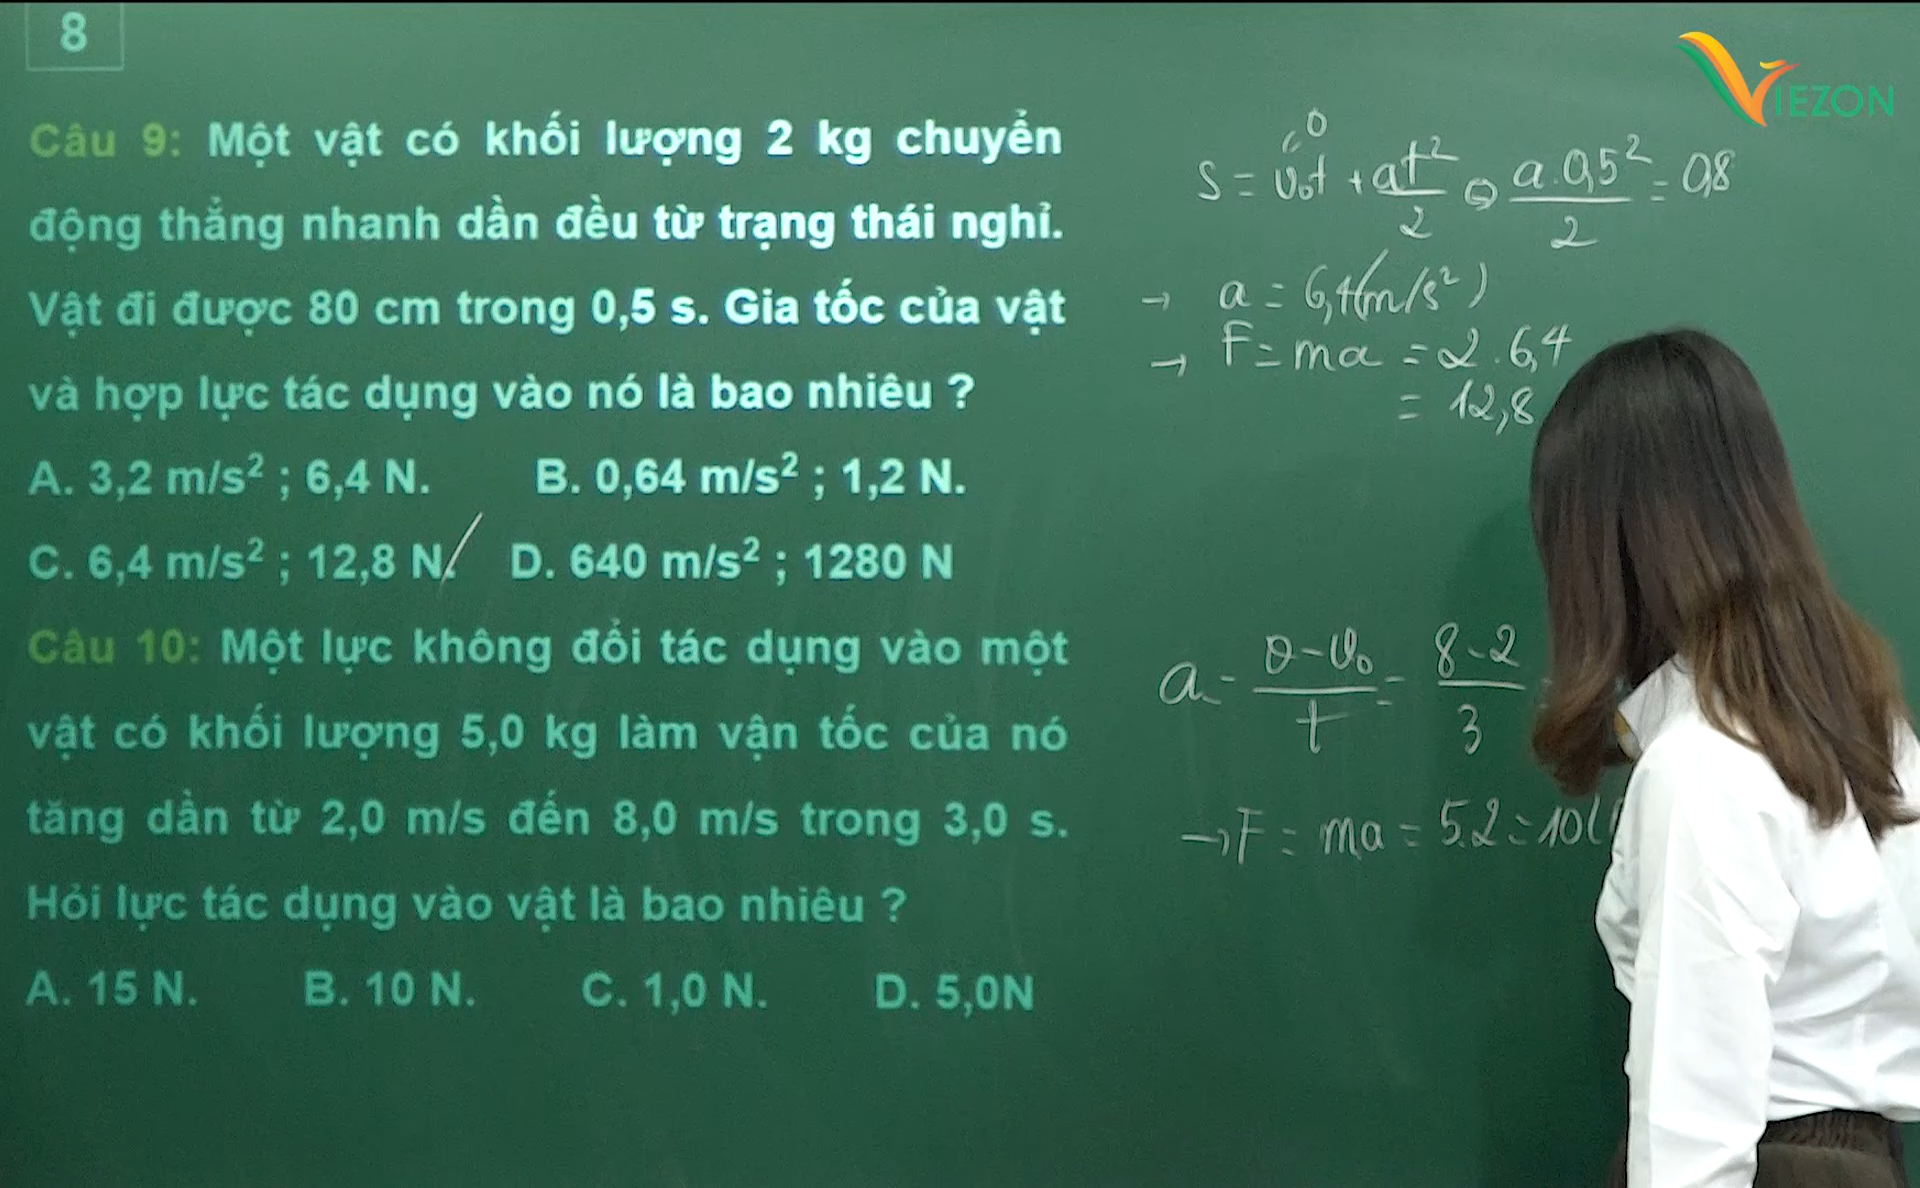 8
VIEZON
Câu 9: Một vật có khối lượng 2 kg chuyển
động thẳng nhanh dần đều từ trạng thái nghỉ.
Vật đi được 80 cm trong 0,5 s. Gia tốc của vật
và hợp lực tác dụng vào nó là bao nhiêu ?
A. 3,2 m/s² ; 6,4 N. B. 0,64 m/s² ; 1,2 N.
C. 6,4 m/s² ; 12,8 N. D. 640 m/s² ; 1280 N
Câu 10: Một lực không đổi tác dụng vào một
vật có khối lượng 5,0 kg làm vận tốc của nó
tăng dần từ 2,0 m/s đến 8,0 m/s trong 3,0 s.
Hỏi lực tác dụng vào vật là bao nhiêu ?
A. 15 N. B. 10 N. C. 1,0 N. D. 5,0N
0
S = v₀t + at²/2 = a.0,5²/2 = 0,8
→ a = 6,4(m/s²)
→ F = ma = 2.6,4
= 12,8
a = v-v₀/t = 8-2/3
→ F = ma = 5.2 = 10(